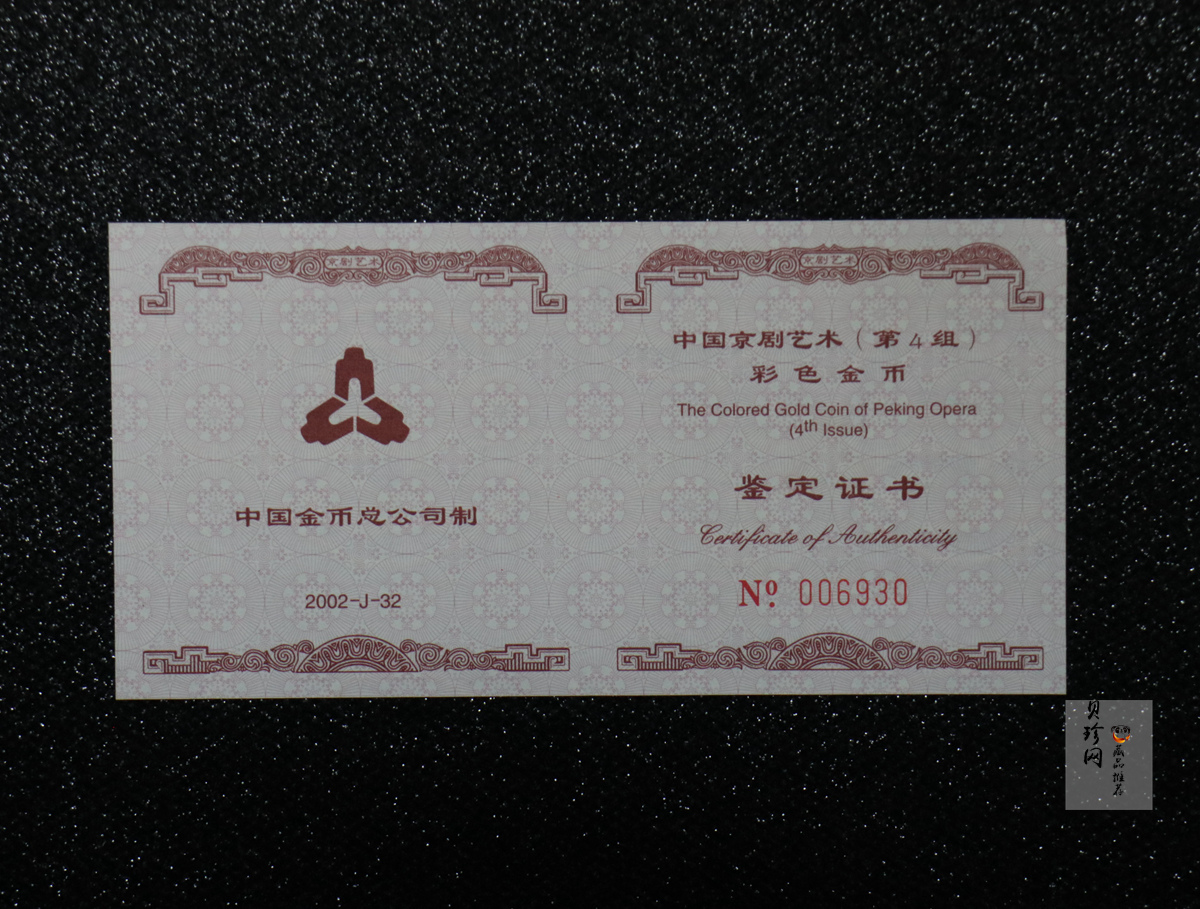 京剧艺术
中国金币总公司制
2002-J-32
京剧艺术
中国京剧艺术（第4组）
彩色金币
The Colored Gold Coin of Peking Opera
(4th Issue)
鉴定证书
Certificate of Authenticity
Nº. 006930
贝珍网
藏品推荐